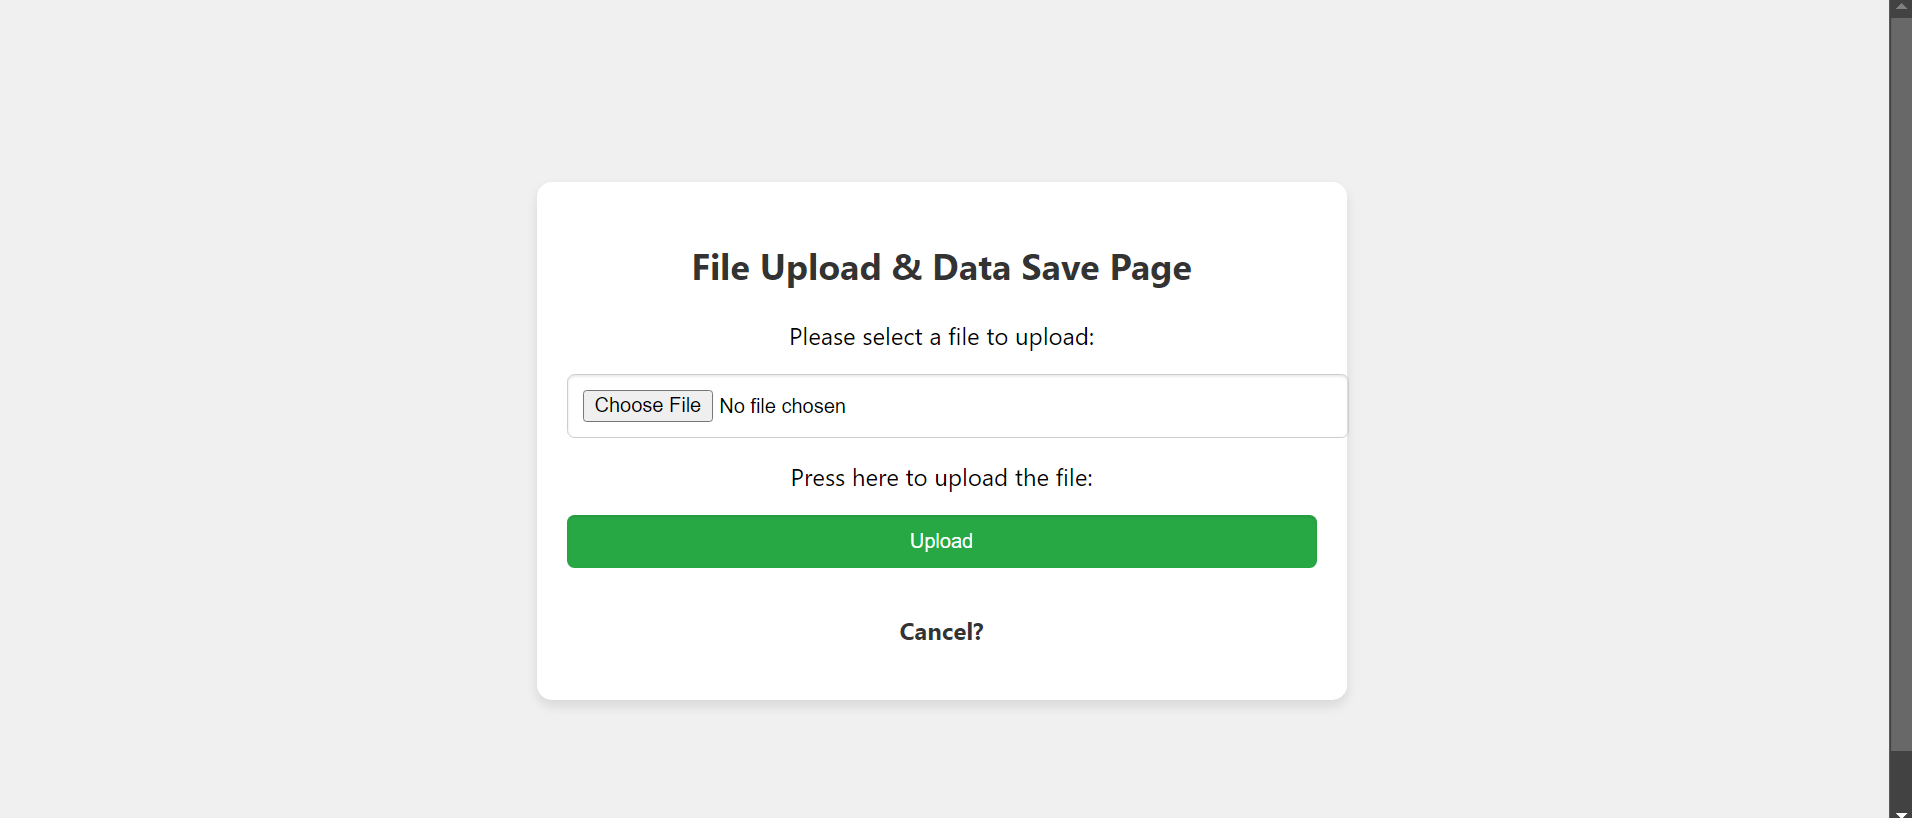 File Upload & Data Save Page
Please select a file to upload:
Choose File No file chosen
Press here to upload the file:
Upload
Cancel?